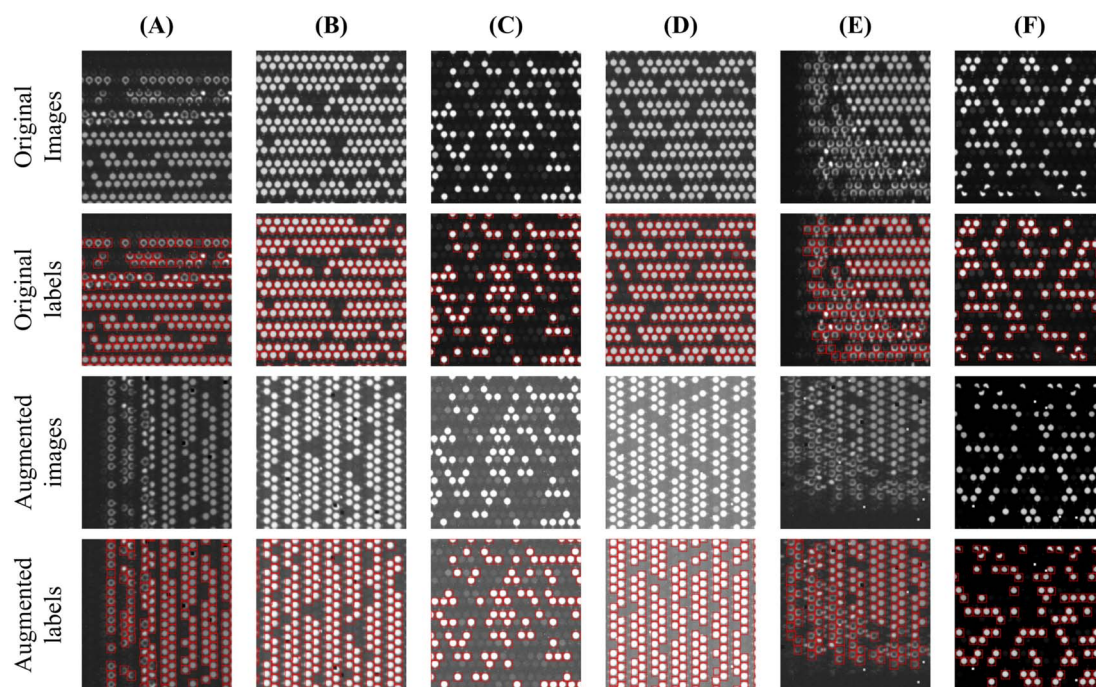 (A) (B) (C) (D) (E) (F)
Original
Images
Original
labels
Augmented
images
Augmented
labels